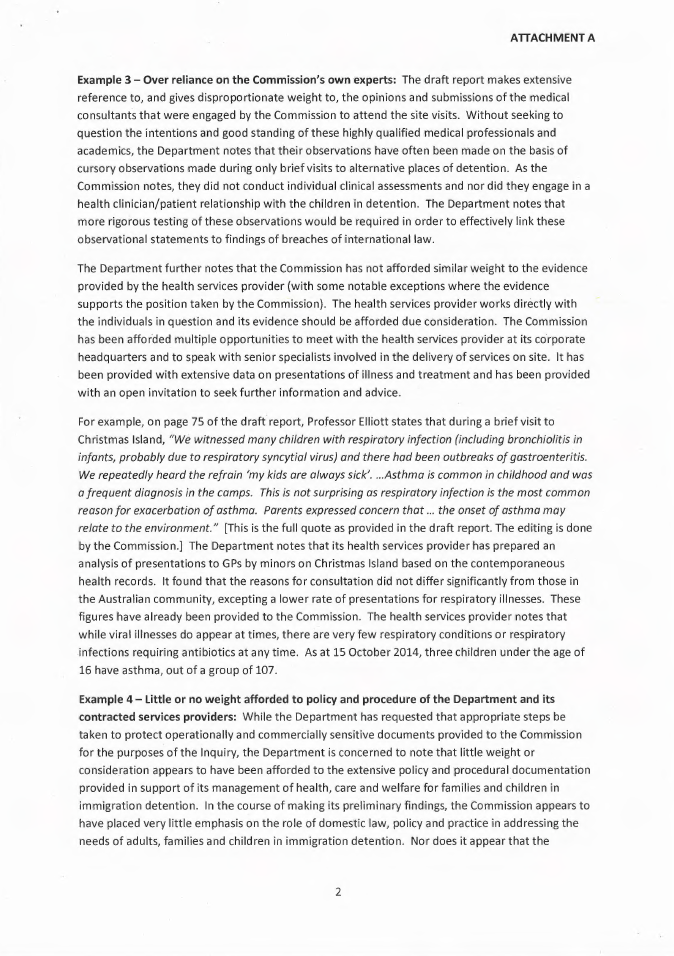 ATTACHMENT A
Example 3 – Over reliance on the Commission's own experts: The draft report makes extensive
reference to, and gives disproportionate weight to, the opinions and submissions of the medical
consultants that were engaged by the Commission to attend the site visits. Without seeking to
question the intentions and good standing of these highly qualified medical professionals and
academics, the Department notes that their observations have often been made on the basis of
cursory observations made during only brief visits to alternative places of detention. As the
Commission notes, they did not conduct individual clinical assessments and nor did they engage in a
health clinician/patient relationship with the children in detention. The Department notes that
more rigorous testing of these observations would be required in order to effectively link these
observational statements to findings of breaches of international law.
The Department further notes that the Commission has not afforded similar weight to the evidence
provided by the health services provider (with some notable exceptions where the evidence
supports the position taken by the Commission). The health services provider works directly with
the individuals in question and its evidence should be afforded due consideration. The Commission
has been afforded multiple opportunities to meet with the health services provider at its corporate
headquarters and to speak with senior specialists involved in the delivery of services on site. It has
been provided with extensive data on presentations of illness and treatment and has been provided
with an open invitation to seek further information and advice.
For example, on page 75 of the draft report, Professor Elliott states that during a brief visit to
Christmas Island, "We witnessed many children with respiratory infection (including bronchiolitis in
infants, probably due to respiratory syncytial virus) and there had been outbreaks of gastroenteritis.
We repeatedly heard the refrain 'my kids are always sick'. ...Asthma is common in childhood and was
a frequent diagnosis in the camps. This is not surprising as respiratory infection is the most common
reason for exacerbation of asthma. Parents expressed concern that ... the onset of asthma may
relate to the environment." [This is the full quote as provided in the draft report. The editing is done
by the Commission.] The Department notes that its health services provider has prepared an
analysis of presentations to GPs by minors on Christmas Island based on the contemporaneous
health records. It found that the reasons for consultation did not differ significantly from those in
the Australian community, excepting a lower rate of presentations for respiratory illnesses. These
figures have already been provided to the Commission. The health services provider notes that
while viral illnesses do appear at times, there are very few respiratory conditions or respiratory
infections requiring antibiotics at any time. As at 15 October 2014, three children under the age of
16 have asthma, out of a group of 107.
Example 4 – Little or no weight afforded to policy and procedure of the Department and its
contracted services providers: While the Department has requested that appropriate steps be
taken to protect operationally and commercially sensitive documents provided to the Commission
for the purposes of the Inquiry, the Department is concerned to note that little weight or
consideration appears to have been afforded to the extensive policy and procedural documentation
provided in support of its management of health, care and welfare for families and children in
immigration detention. In the course of making its preliminary findings, the Commission appears to
have placed very little emphasis on the role of domestic law, policy and practice in addressing the
needs of adults, families and children in immigration detention. Nor does it appear that the
2